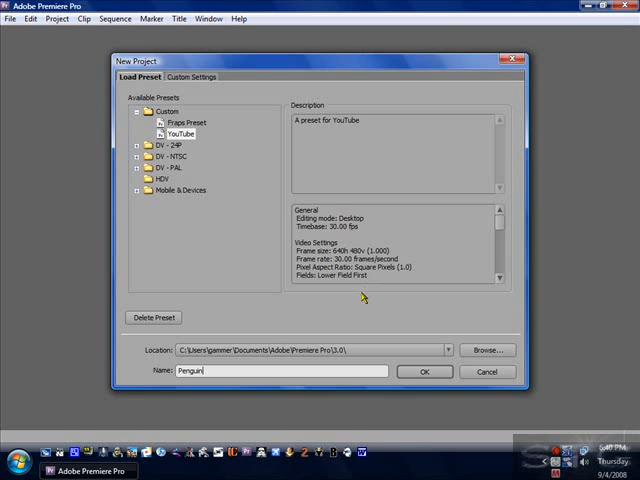 Adobe Premiere Pro
File Edit Project Clip Sequence Marker Title Window Help
New Project
Load Preset Custom Settings
Available Presets
Custom
Fraps Preset
YouTube
DV - 24P
DV - NTSC
DV - PAL
HDV
Mobile & Devices
Delete Preset
Description
A preset for YouTube
General
Editing mode: Desktop
Timebase: 30.00 fps
Video Settings
Frame size: 640h 480v (1.000)
Frame rate: 30.00 frames/second
Pixel Aspect Ratio: Square Pixels (1.0)
Fields: Lower Field First
Location: C:\Users\gammer\Documents\Adobe\Premiere Pro\3.0\ Browse...
Name: Penguin OK Cancel
6:40 PM
Thursday
9/4/2008
Adobe Premiere Pro